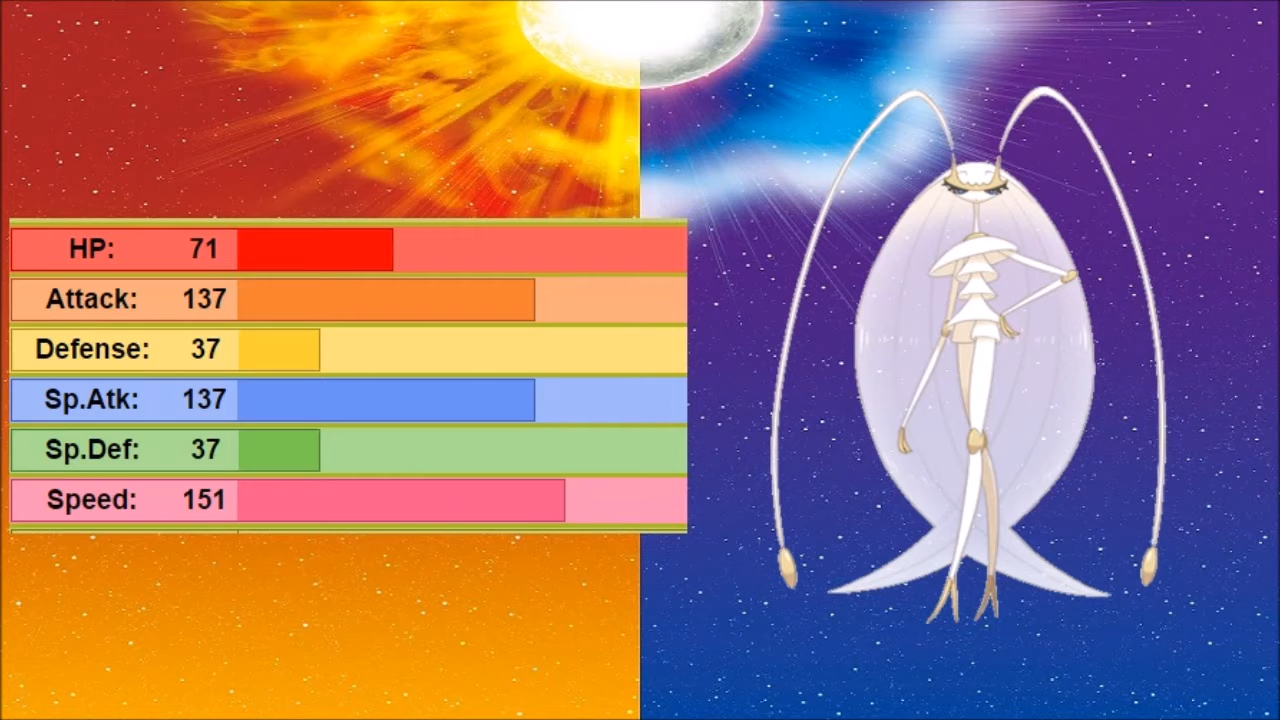 HP: 71
Attack: 137
Defense: 37
Sp.Atk: 137
Sp.Def: 37
Speed: 151